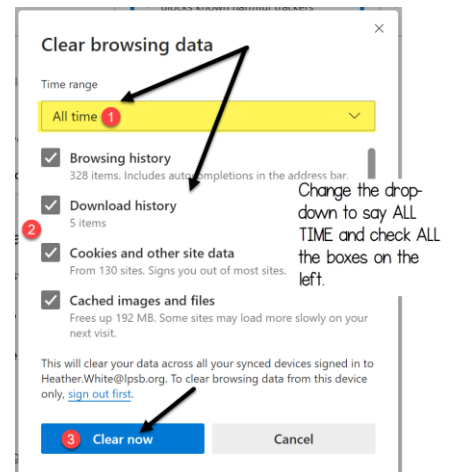 blocks known harmful trackers
Clear browsing data
Time range
All time 1
Browsing history
328 items. Includes autocompletions in the address bar.
Download history
5 items
2
Cookies and other site data
From 130 sites. Signs you out of most sites.
Cached images and files
Frees up 192 MB. Some sites may load more slowly on your
next visit.
Change the drop-
down to say ALL
TIME and check ALL
the boxes on the
left.
This will clear your data across all your synced devices signed in to
Heather.White@lpsb.org. To clear browsing data from this device
only, sign out first.
3 Clear now
Cancel